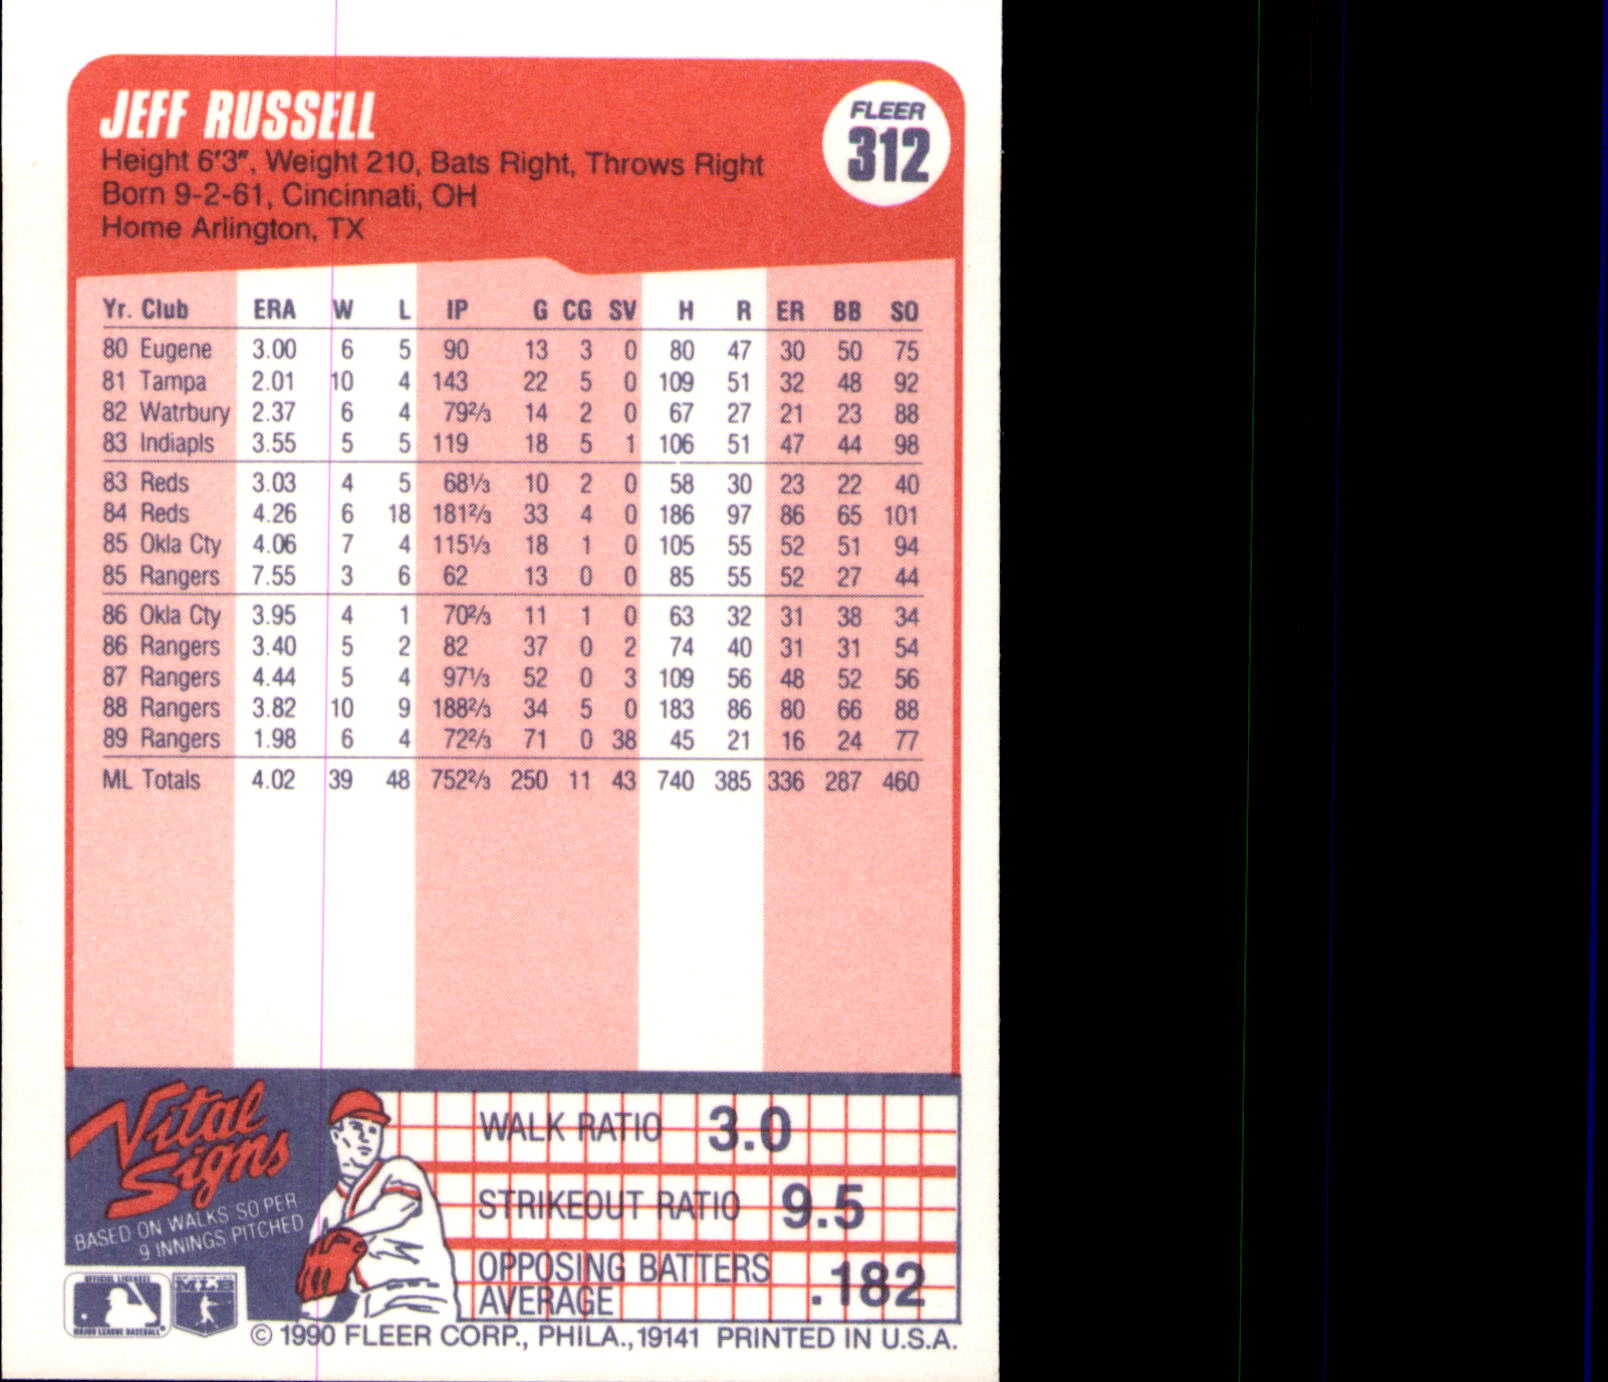 JEFF RUSSELL
FLEER
312
Height 6'3", Weight 210, Bats Right, Throws Right
Born 9-2-61, Cincinnati, OH
Home Arlington, TX
Yr. Club ERA W L IP G CG SV H R ER BB SO
80 Eugene 3.00 6 5 90 13 3 0 80 47 30 50 75
81 Tampa 2.01 10 4 143 22 5 0 109 51 32 48 92
82 Watrbury 2.37 6 4 79⅔ 14 2 0 67 27 21 23 88
83 Indiapls 3.55 5 5 119 18 5 1 106 51 47 44 98
83 Reds 3.03 4 5 68⅓ 10 2 0 58 30 23 22 40
84 Reds 4.26 6 18 181⅔ 33 4 0 186 97 86 65 101
85 Okla Cty 4.06 7 4 115⅓ 18 1 0 105 55 52 51 94
85 Rangers 7.55 3 6 62 13 0 0 85 55 52 27 44
86 Okla Cty 3.95 4 1 70⅔ 11 1 0 63 32 31 38 34
86 Rangers 3.40 5 2 82 37 0 2 74 40 31 31 54
87 Rangers 4.44 5 4 97⅓ 52 0 3 109 56 48 52 56
88 Rangers 3.82 10 9 188⅔ 34 5 0 183 86 80 66 88
89 Rangers 1.98 6 4 72⅔ 71 0 38 45 21 16 24 77
ML Totals 4.02 39 48 752⅔ 250 11 43 740 385 336 287 460
Vital
Signs
BASED ON WALKS SO PER
9 INNINGS PITCHED
WALK RATIO 3.0
STRIKEOUT RATIO 9.5
OPPOSING BATTERS
AVERAGE .182
OFFICIAL LICENSEE
MAJOR LEAGUE BASEBALL
MLB
© 1990 FLEER CORP., PHILA., 19141 PRINTED IN U.S.A.